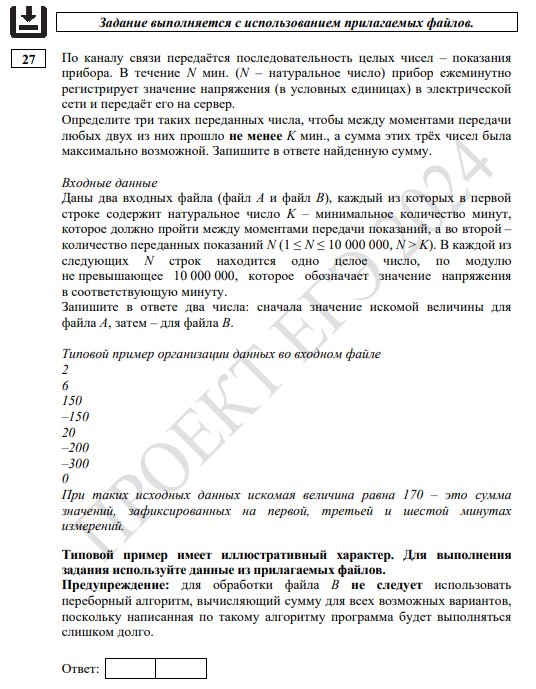 Задание выполняется с использованием прилагаемых файлов.
27
По каналу связи передаётся последовательность целых чисел – показания
прибора. В течение N мин. (N – натуральное число) прибор ежеминутно
регистрирует значение напряжения (в условных единицах) в электрической
сети и передаёт его на сервер.
Определите три таких переданных числа, чтобы между моментами передачи
любых двух из них прошло не менее K мин., а сумма этих трёх чисел была
максимально возможной. Запишите в ответе найденную сумму.
Входные данные
Даны два входных файла (файл A и файл B), каждый из которых в первой
строке содержит натуральное число K – минимальное количество минут,
которое должно пройти между моментами передачи показаний, а во второй –
количество переданных показаний N (1 ≤ N ≤ 10 000 000, N > K). В каждой из
следующих N строк находится одно целое число, по модулю
не превышающее 10 000 000, которое обозначает значение напряжения
в соответствующую минуту.
Запишите в ответе два числа: сначала значение искомой величины для
файла A, затем – для файла B.
Типовой пример организации данных во входном файле
2
6
150
–150
20
–200
–300
0
При таких исходных данных искомая величина равна 170 – это сумма
значений, зафиксированных на первой, третьей и шестой минутах
измерений.
Типовой пример имеет иллюстративный характер. Для выполнения
задания используйте данные из прилагаемых файлов.
Предупреждение: для обработки файла B не следует использовать
переборный алгоритм, вычисляющий сумму для всех возможных вариантов,
поскольку написанная по такому алгоритму программа будет выполняться
слишком долго.
Ответ:
ПРОЕКТ ЕГЭ 2024